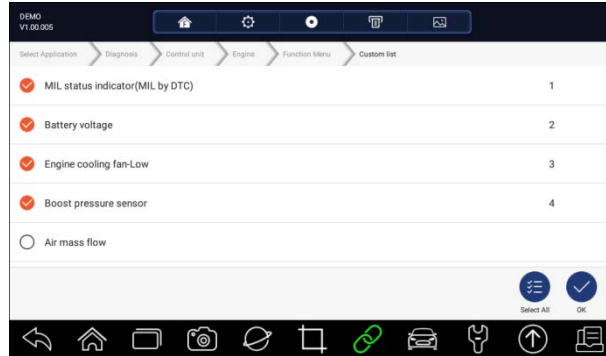 DEMO
V1.00.005
Select Application Diagnosis Control unit Engine Function Menu Custom list
MIL status indicator(MIL by DTC) 1
Battery voltage 2
Engine cooling fan-Low 3
Boost pressure sensor 4
Air mass flow
Select All OK